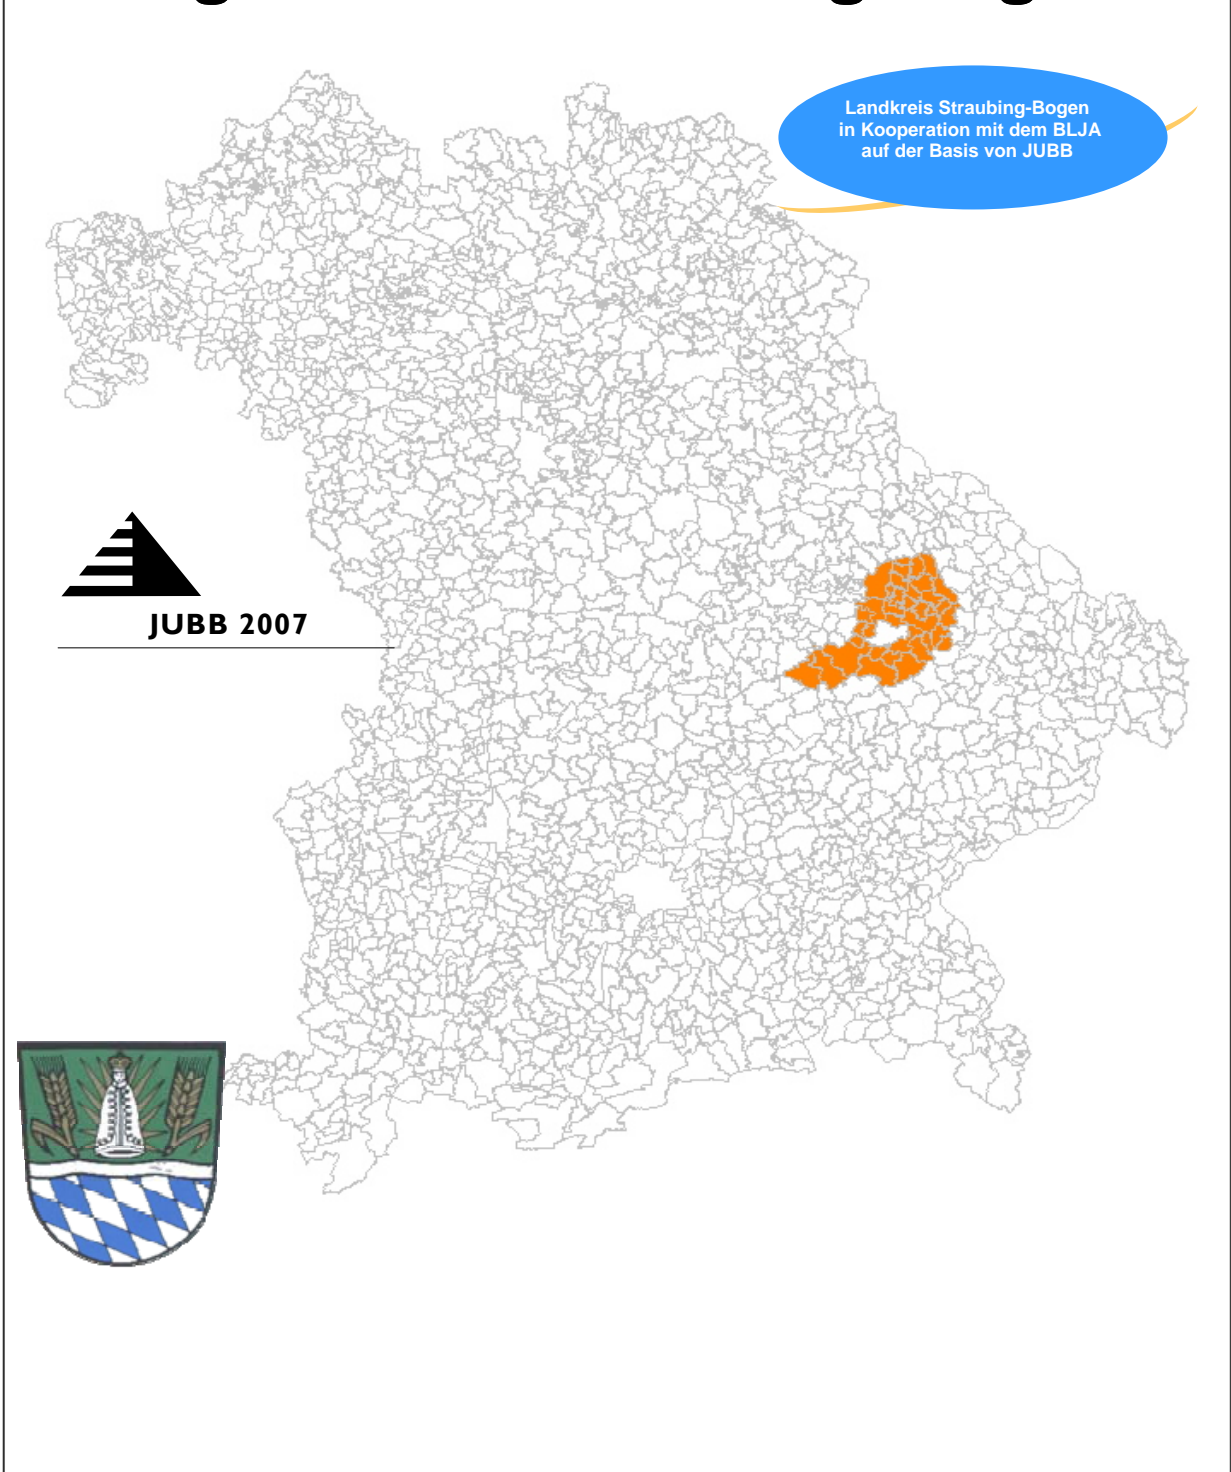 Landkreis Straubing-Bogen
in Kooperation mit dem BLJA
auf der Basis von JUBB
JUBB 2007